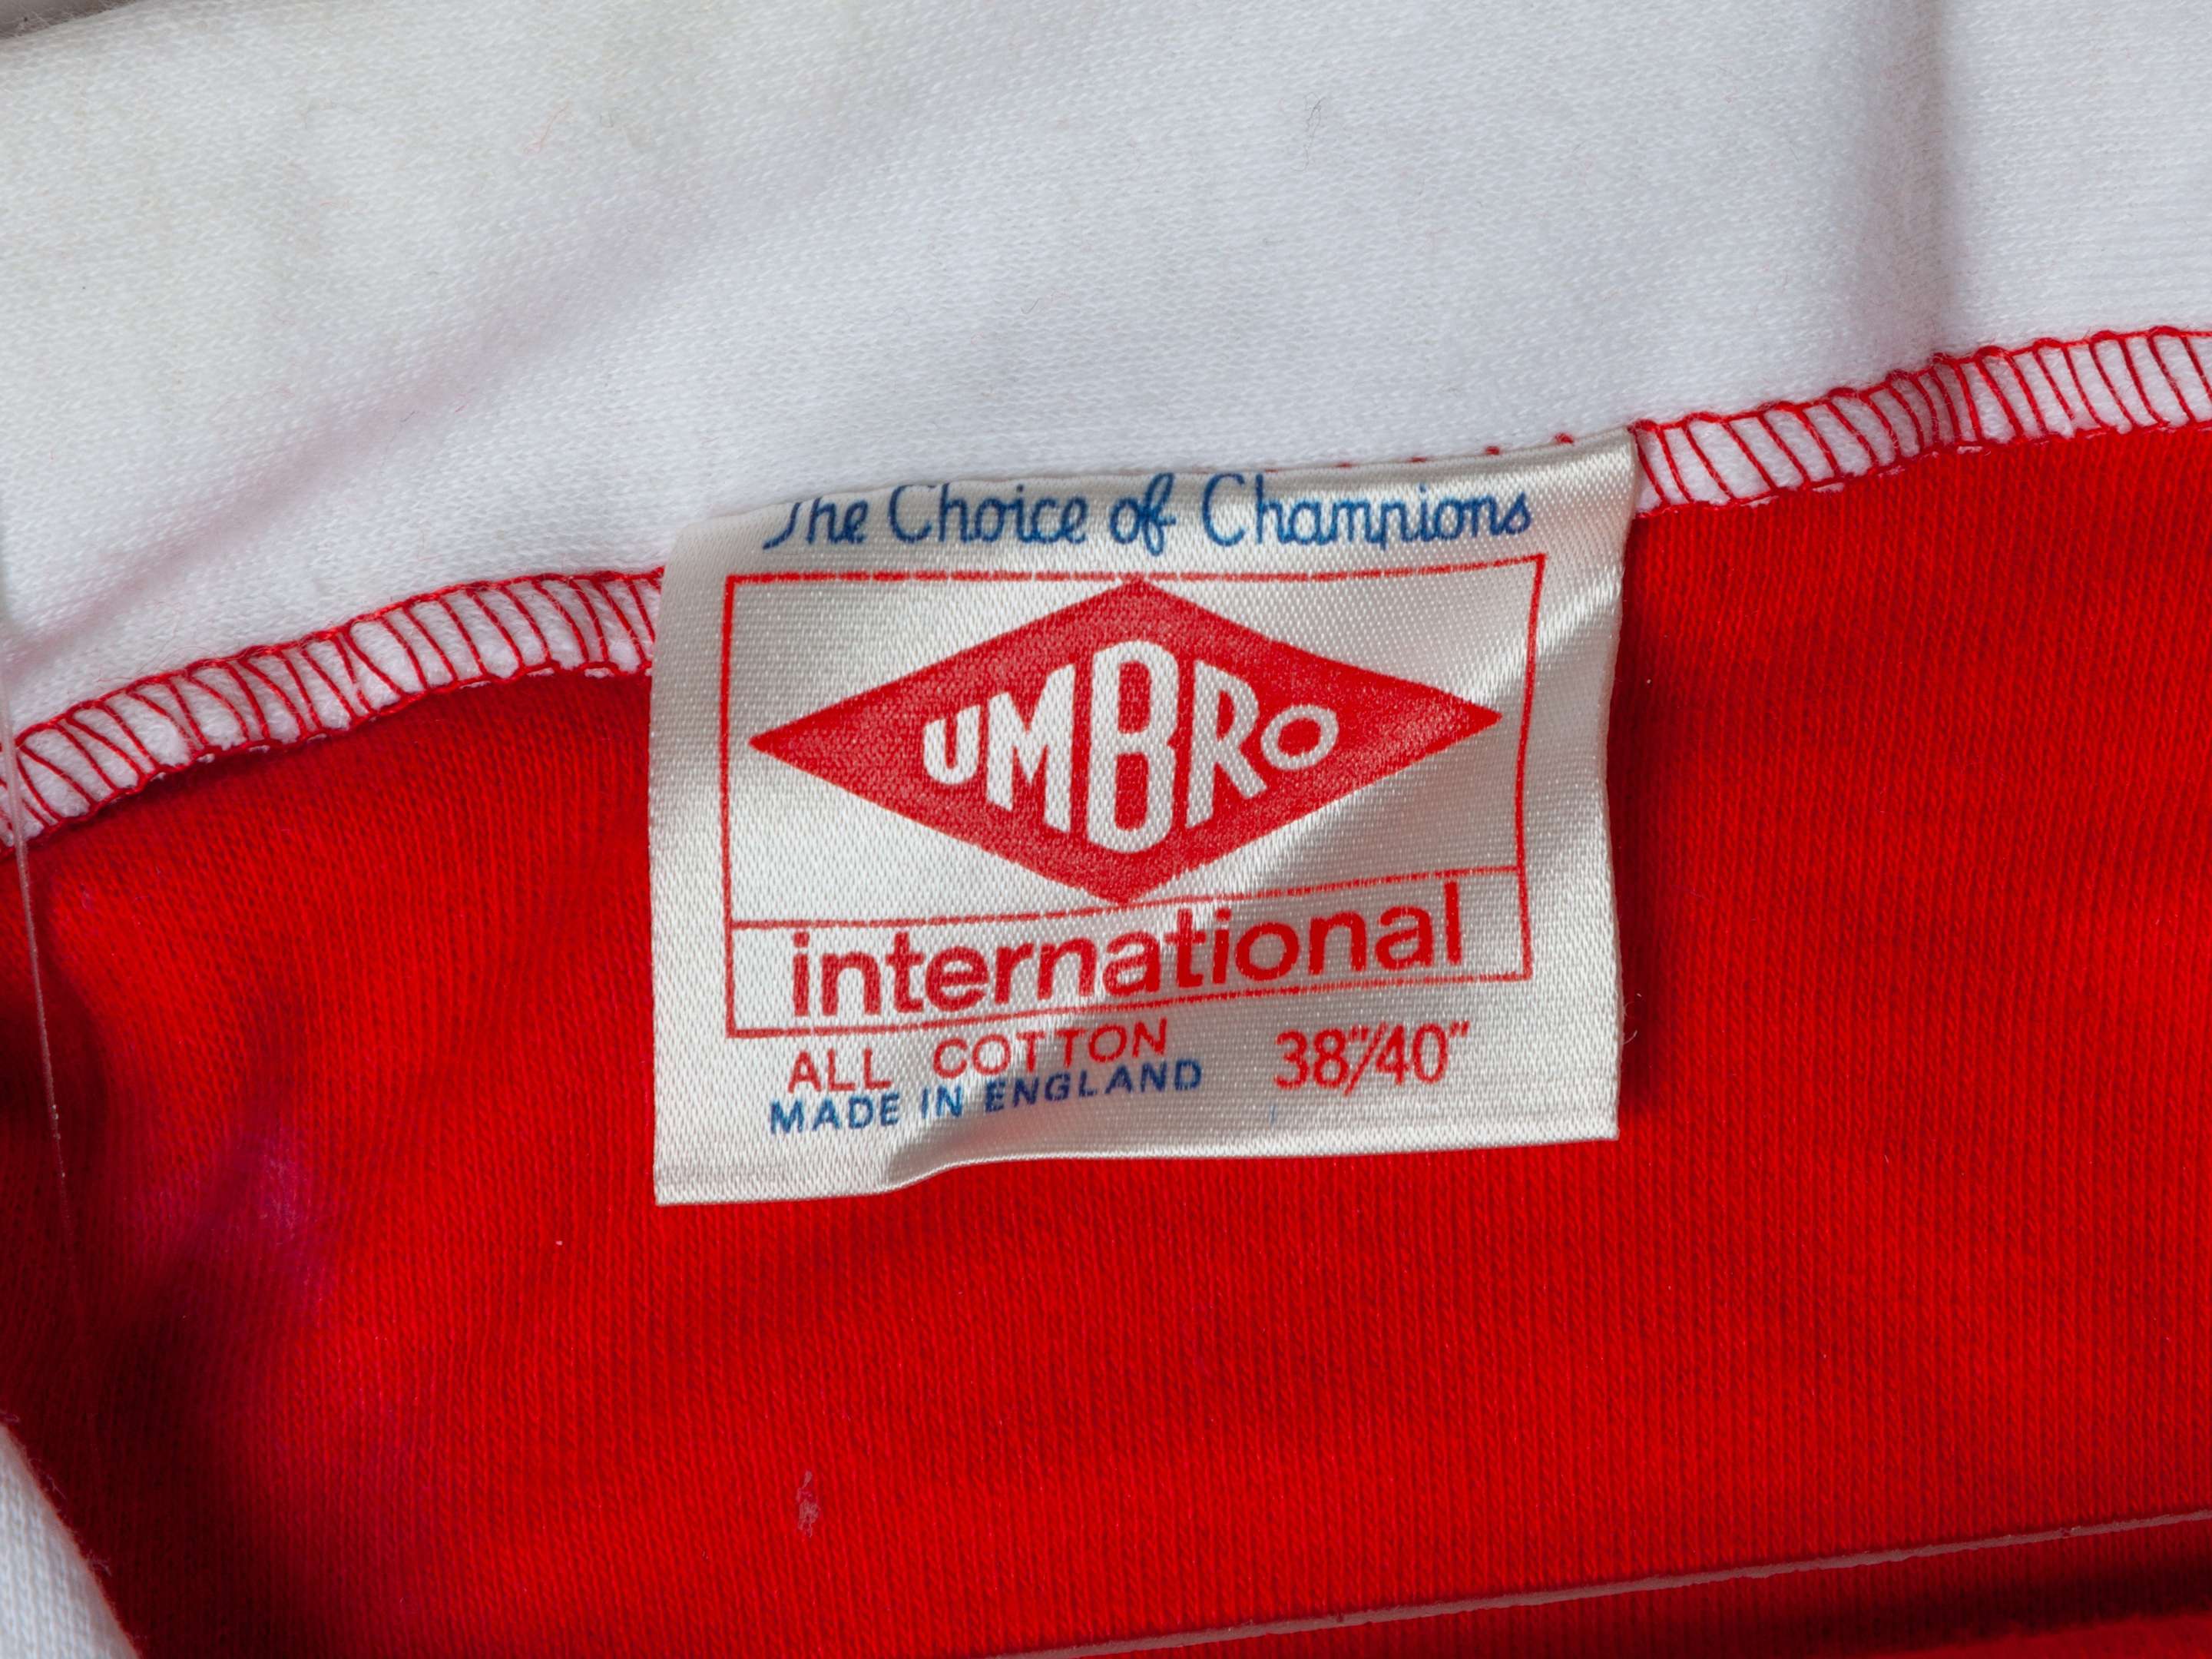 The Choice of Champions
UMBRO
international
ALL COTTON 38"/40"
MADE IN ENGLAND